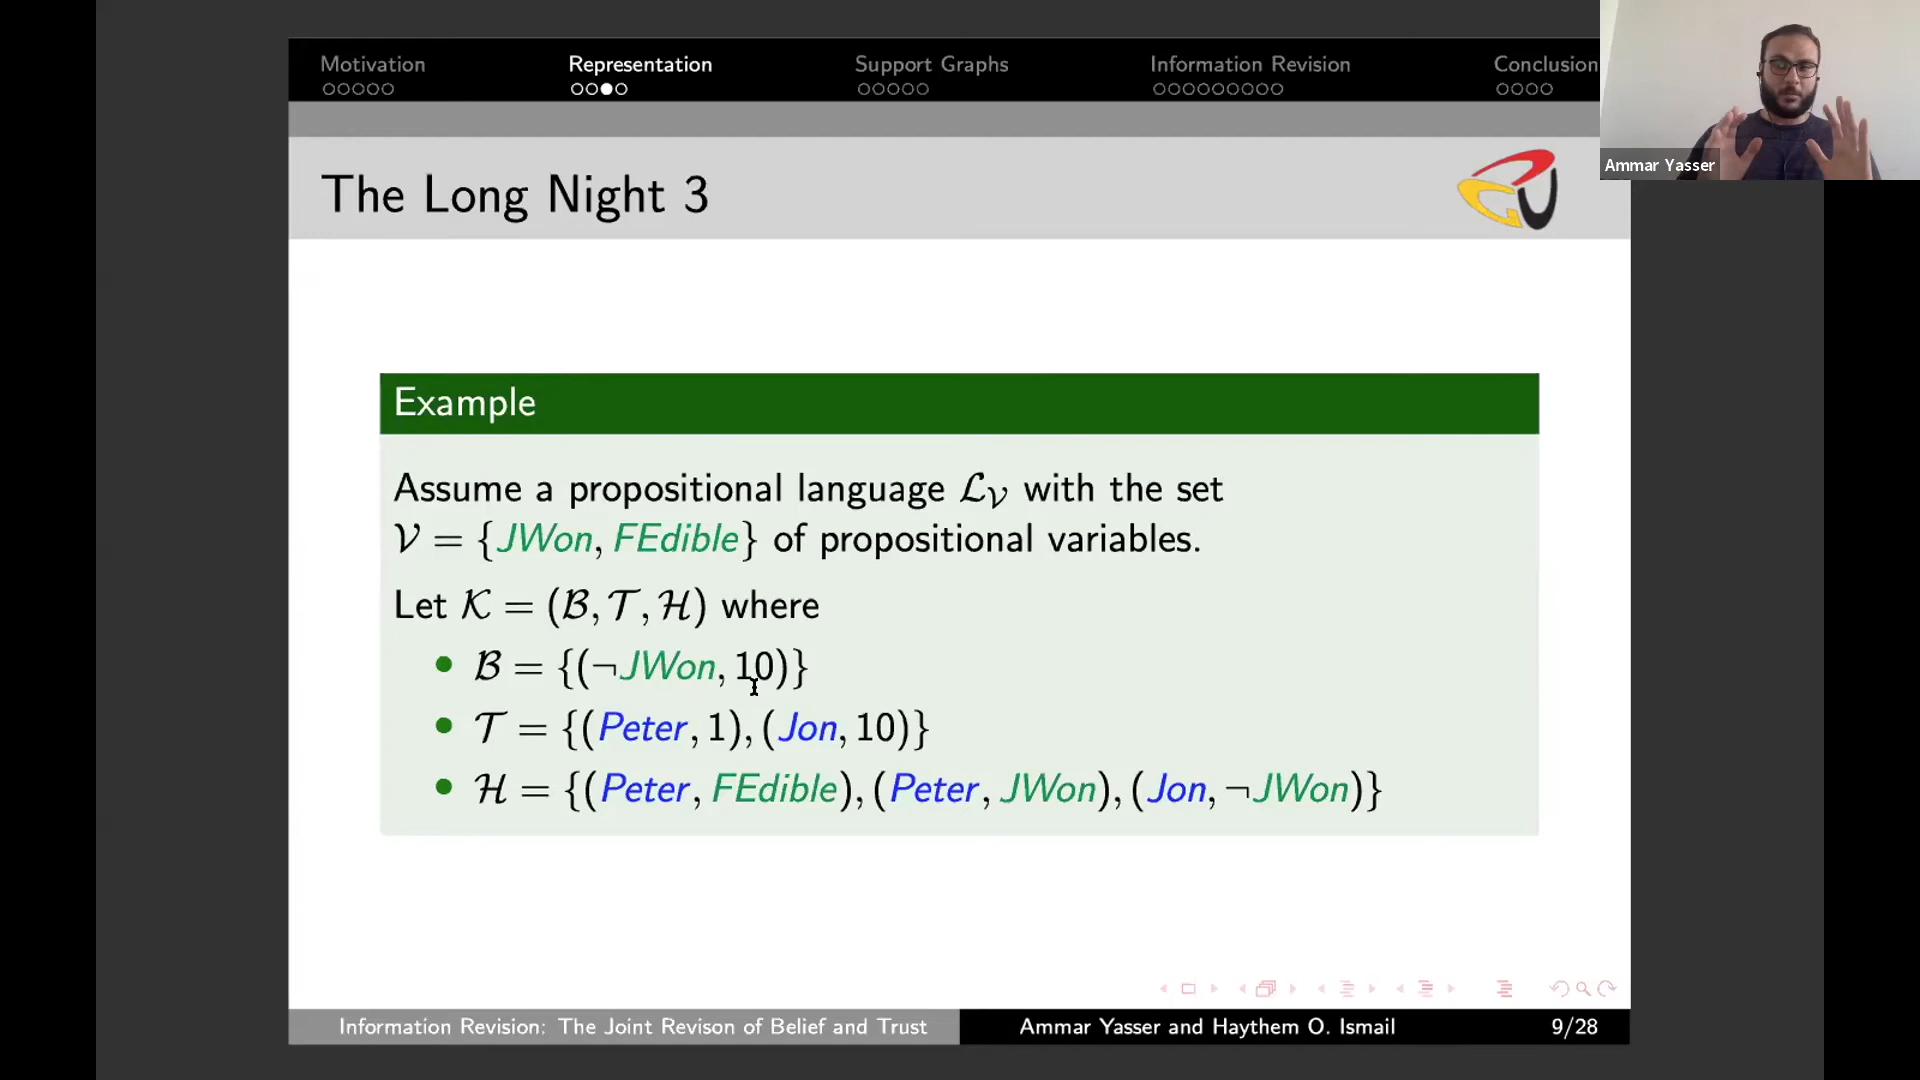 Motivation Representation Support Graphs Information Revision Conclusion
Ammar Yasser
The Long Night 3
Example
Assume a propositional language ℒ𝒱 with the set
𝒱 = {JWon, FEdible} of propositional variables.
Let 𝒦 = (ℬ, 𝒯, ℋ) where
• ℬ = {(¬JWon, 10)}
• 𝒯 = {(Peter, 1), (Jon, 10)}
• ℋ = {(Peter, FEdible), (Peter, JWon), (Jon, ¬JWon)}
Information Revision: The Joint Revison of Belief and Trust Ammar Yasser and Haythem O. Ismail 9/28